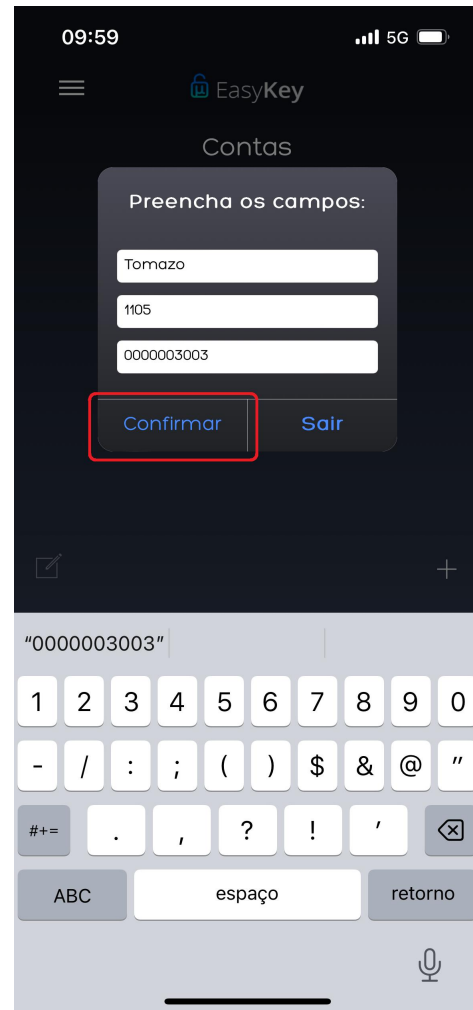 09:59 5G
EasyKey
Contas
Preencha os campos:
Tomazo
1105
0000003003
Confirmar Sair
“0000003003”
1 2 3 4 5 6 7 8 9 0
- / : ; ( ) $ & @ "
#+= . , ? ! '
ABC espaço retorno